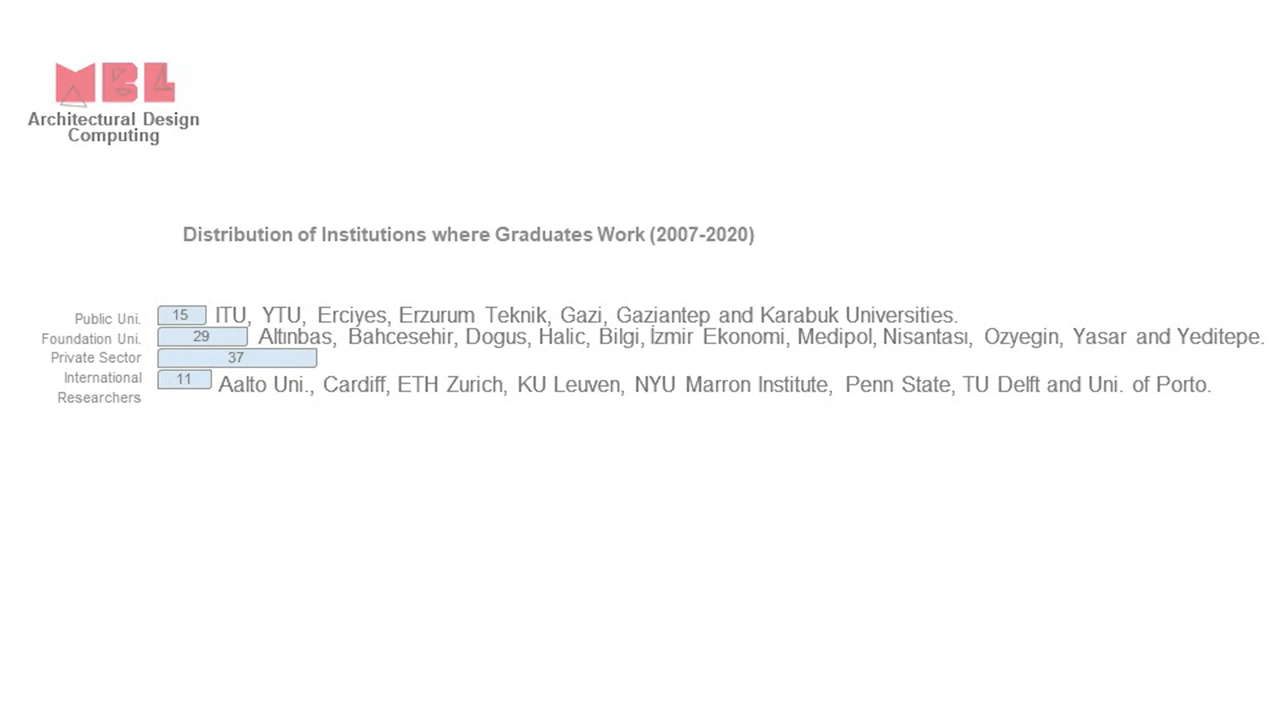 MBL
Architectural Design
Computing
Distribution of Institutions where Graduates Work (2007-2020)
Public Uni. 15 ITU, YTU, Erciyes, Erzurum Teknik, Gazi, Gaziantep and Karabuk Universities.
Foundation Uni. 29 Altınbas, Bahcesehir, Dogus, Halic, Bilgi, İzmir Ekonomi, Medipol, Nisantası, Ozyegin, Yasar and Yeditepe.
Private Sector 37
International 11 Aalto Uni., Cardiff, ETH Zurich, KU Leuven, NYU Marron Institute, Penn State, TU Delft and Uni. of Porto.
Researchers